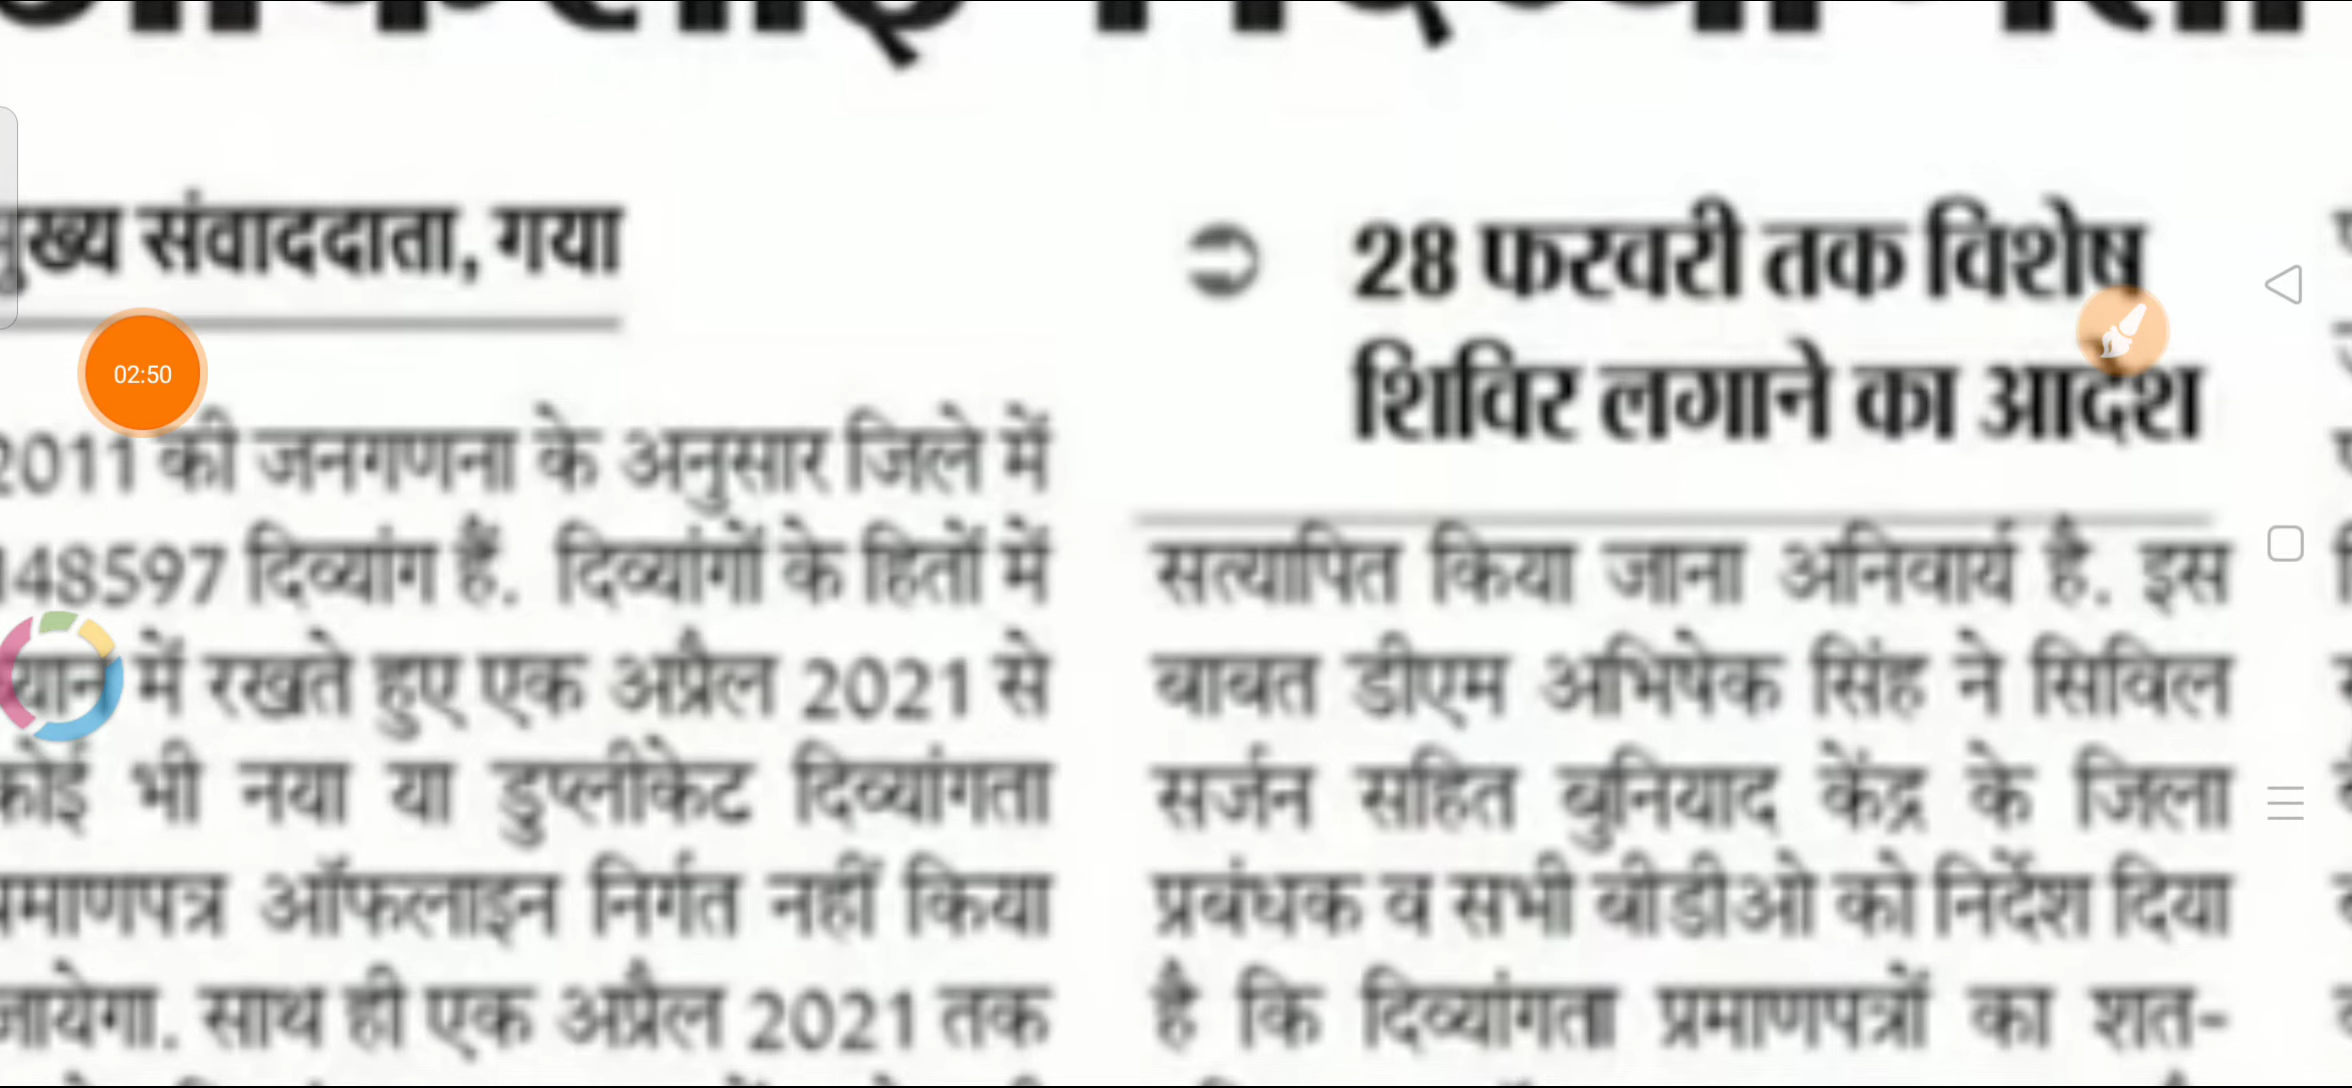 मुख्य संवाददाता, गया
02:50
2011 की जनगणना के अनुसार जिले में
148597 दिव्यांग हैं. दिव्यांगों के हितों में
में रखते हुए एक अप्रैल 2021 से
कोई भी नया या डुप्लीकेट दिव्यांगता
प्रमाणपत्र ऑफलाइन निर्गत नहीं किया
जायेगा. साथ ही एक अप्रैल 2021 तक
28 फरवरी तक विशेष
शिविर लगाने का आदेश
सत्यापित किया जाना अनिवार्य है. इस
बाबत डीएम अभिषेक सिंह ने सिविल
सर्जन सहित बुनियाद केंद्र के जिला
प्रबंधक व सभी बीडीओ को निर्देश दिया
है कि दिव्यांगता प्रमाणपत्रों का शत-